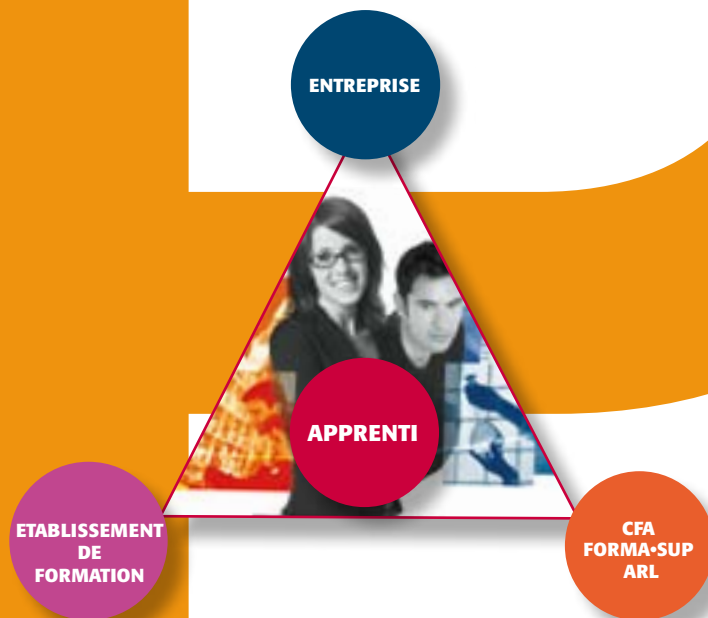 ENTREPRISE
APPRENTI
ETABLISSEMENT
DE
FORMATION
CFA
FORMA•SUP
ARL